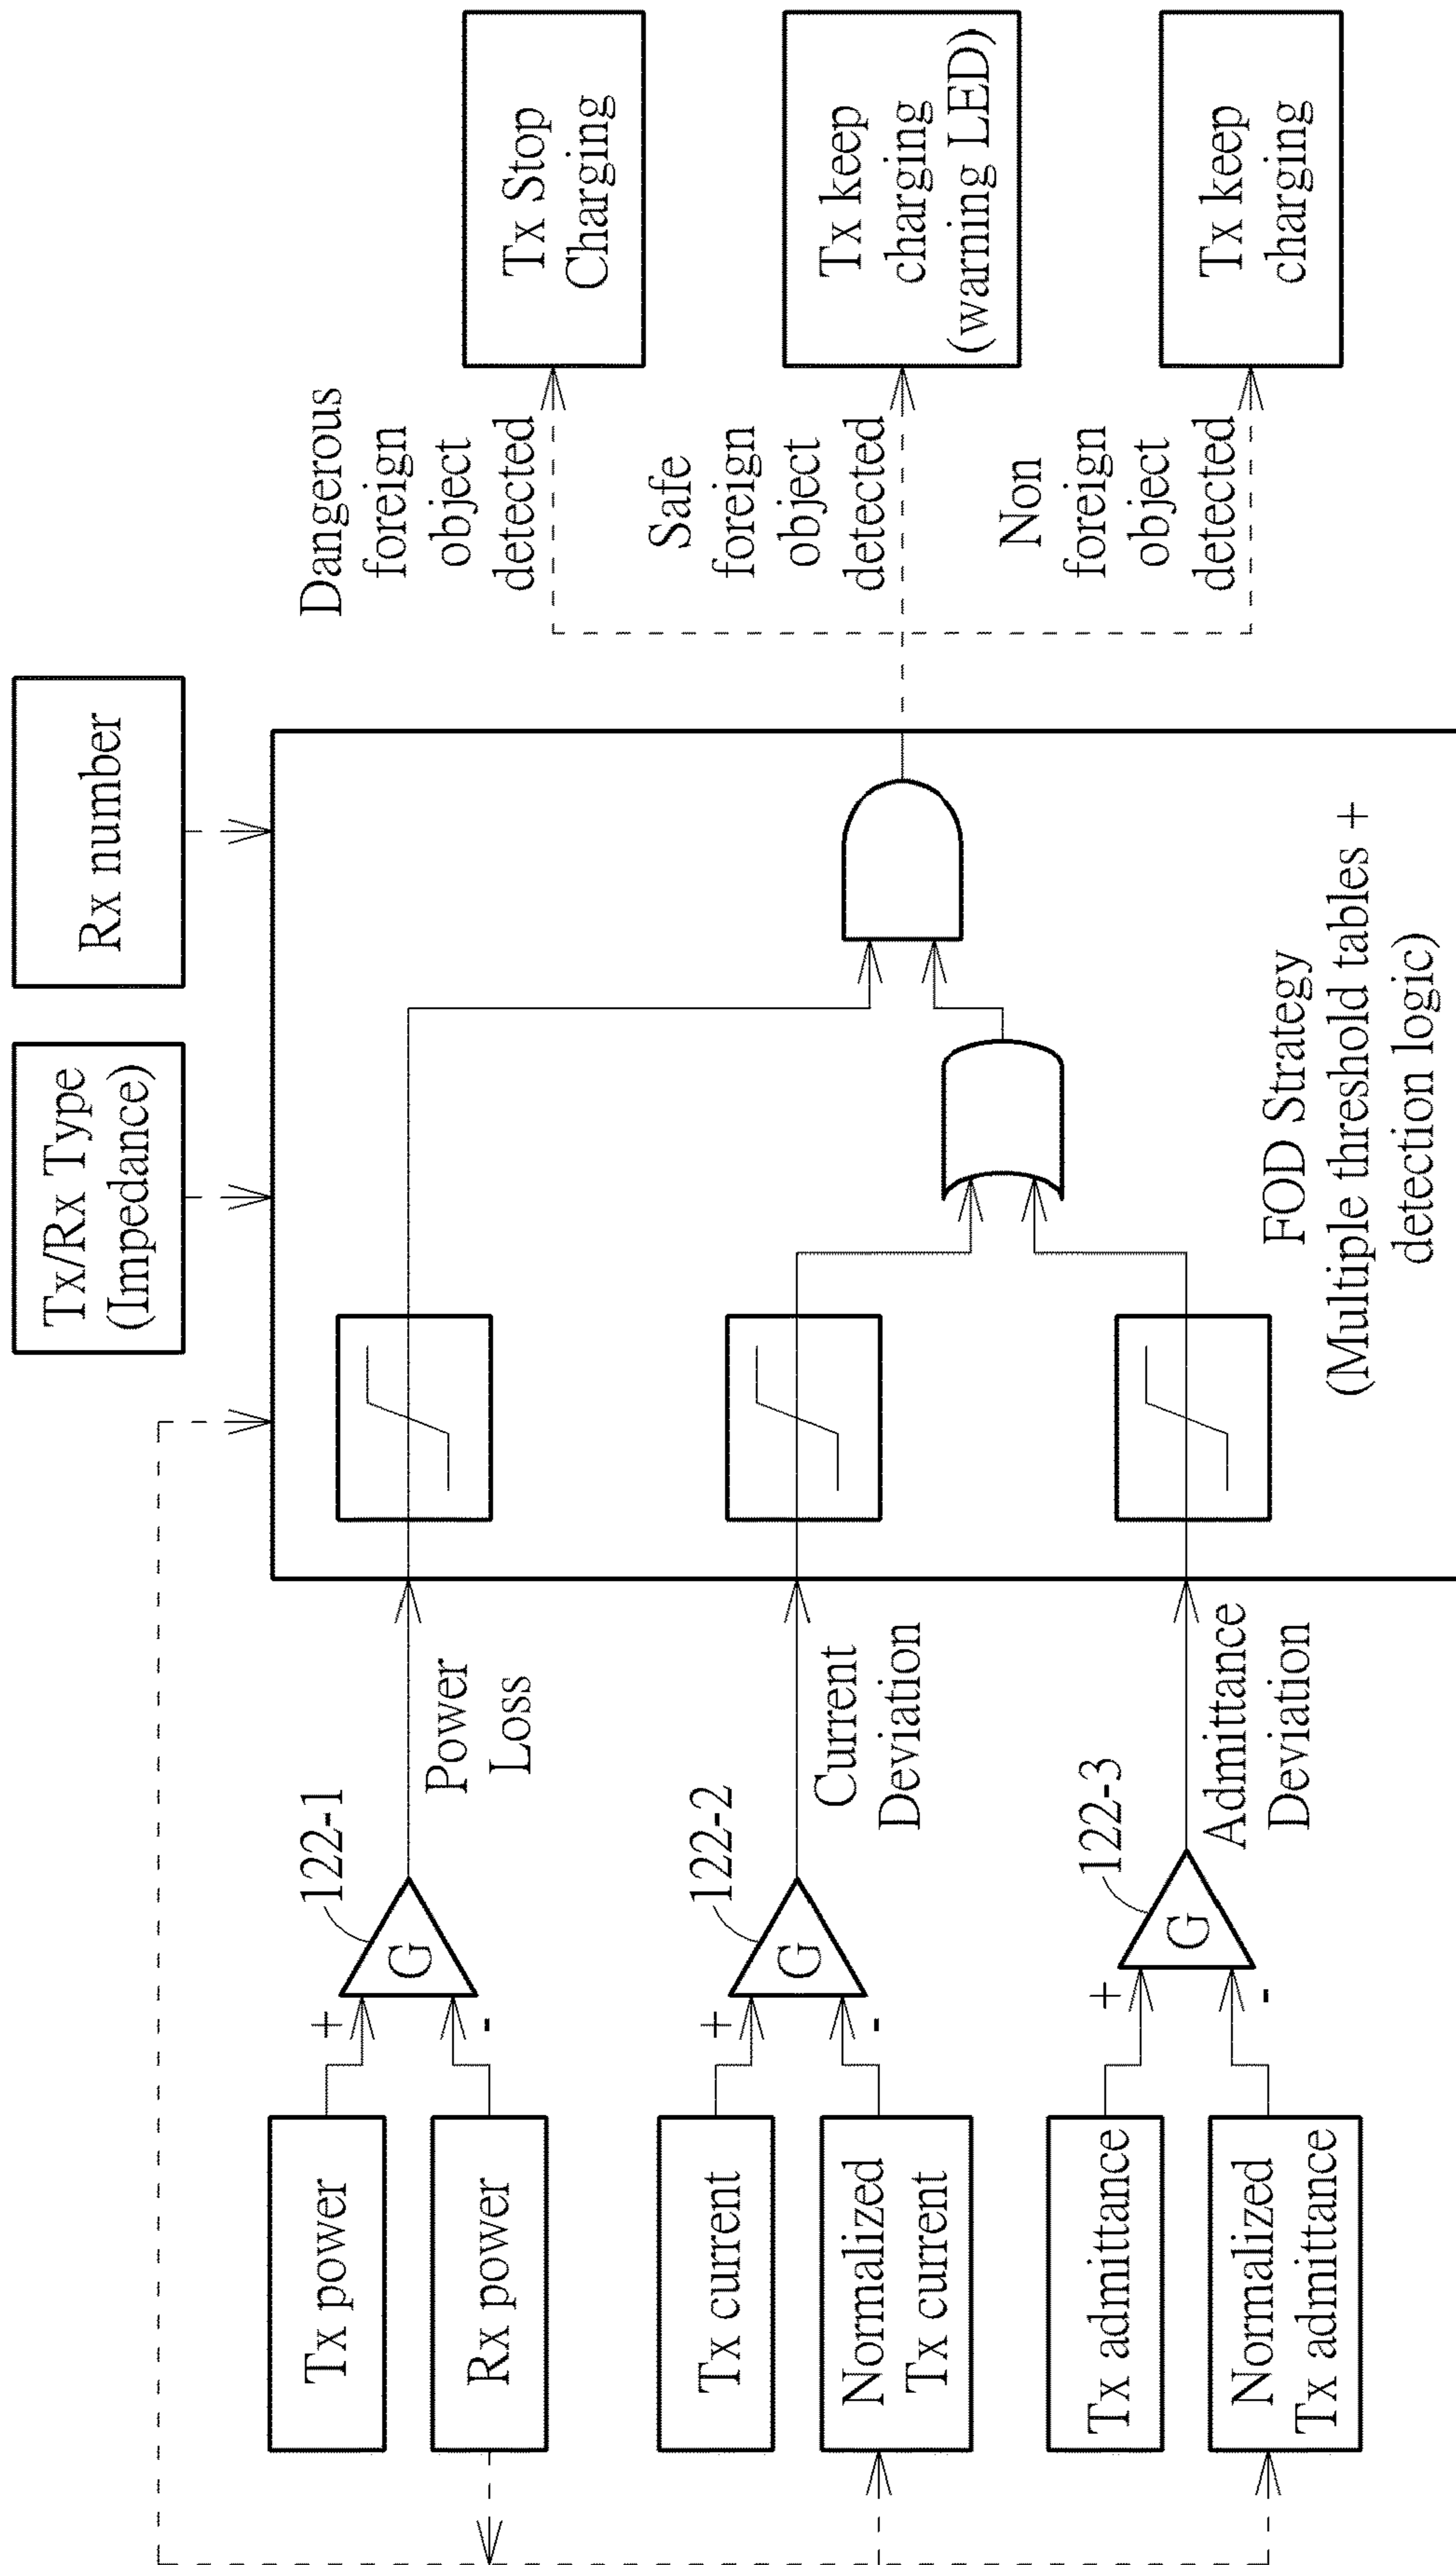 Tx/Rx Type
(Impedance)
Rx number
Tx power
Rx power
+
-
G
122-1
Power
Loss
Tx current
Normalized
Tx current
+
-
G
122-2
Current
Deviation
Tx admittance
Normalized
Tx admittance
+
-
G
122-3
Admittance
Deviation
FOD Strategy
(Multiple threshold tables +
detection logic)
Dangerous
foreign
object
detected
Tx Stop
Charging
Safe
foreign
object
detected
Tx keep
charging
(warning LED)
Non
foreign
object
detected
Tx keep
charging